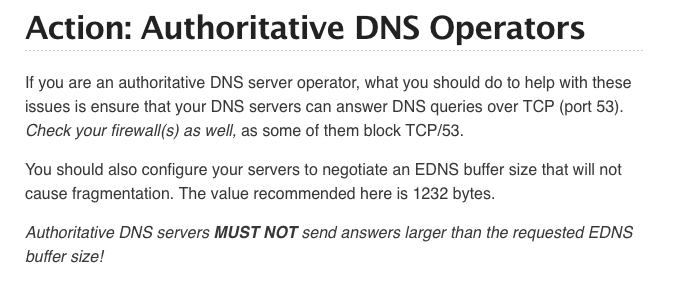 Action: Authoritative DNS Operators
If you are an authoritative DNS server operator, what you should do to help with these
issues is ensure that your DNS servers can answer DNS queries over TCP (port 53).
Check your firewall(s) as well, as some of them block TCP/53.
You should also configure your servers to negotiate an EDNS buffer size that will not
cause fragmentation. The value recommended here is 1232 bytes.
Authoritative DNS servers MUST NOT send answers larger than the requested EDNS
buffer size!